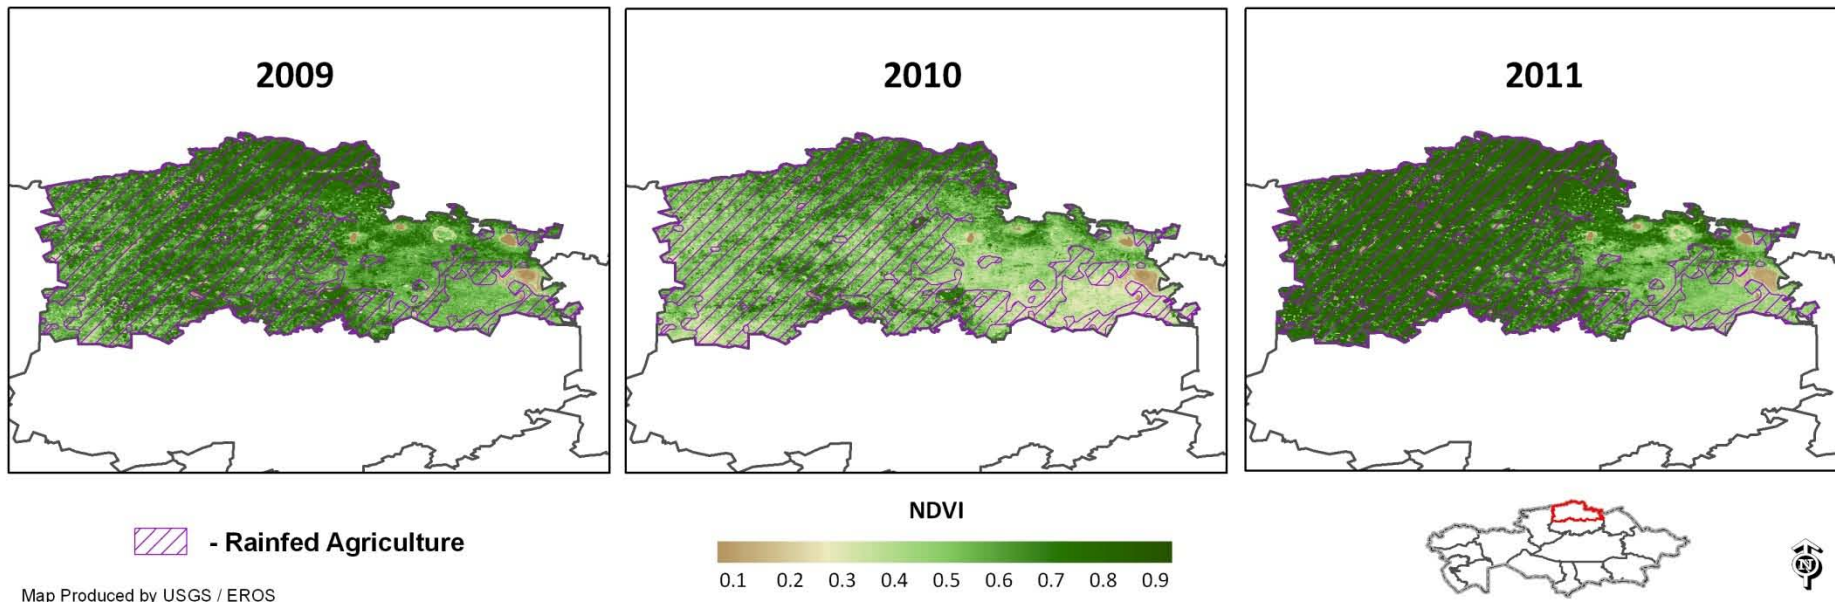 2009
2010
2011
NDVI
- Rainfed Agriculture
0.1 0.2 0.3 0.4 0.5 0.6 0.7 0.8 0.9
N
Map Produced by USGS / EROS